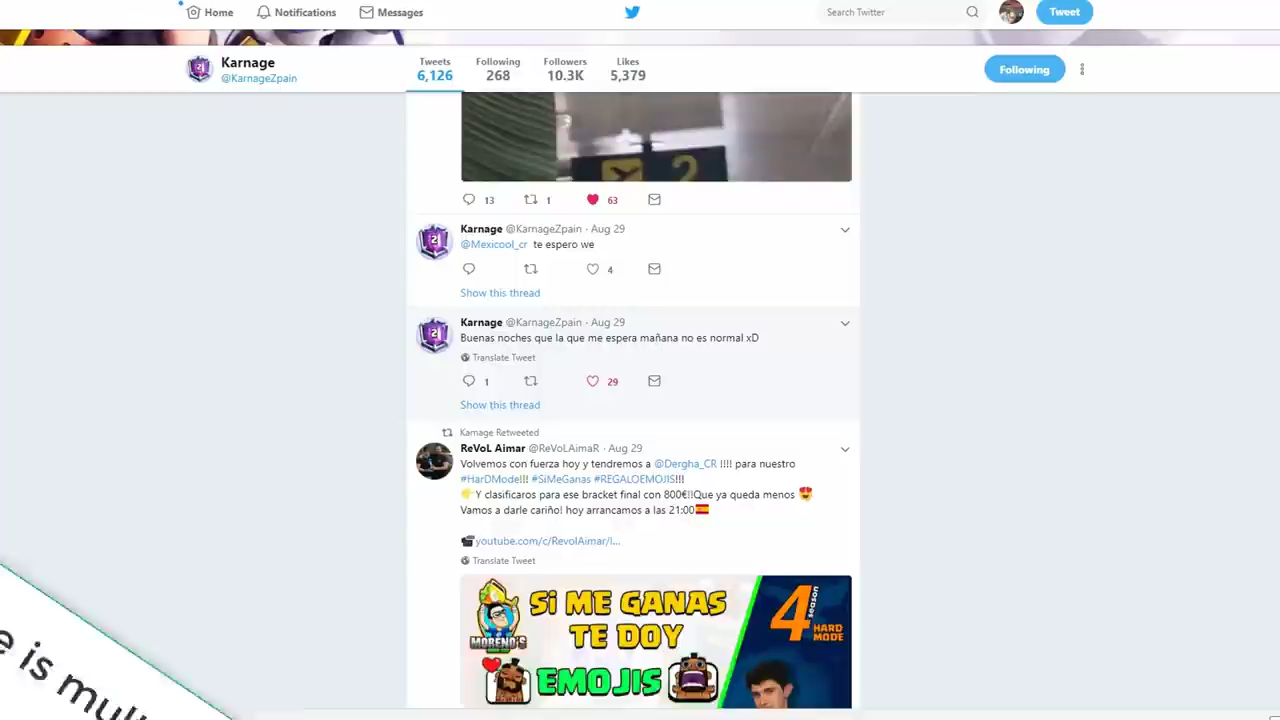 Home Notifications Messages Search Twitter Tweet
Karnage
@KarnageZpain
Tweets Following Followers Likes
6,126 268 10.3K 5,379
Following
2
13 1 63
Karnage @KarnageZpain · Aug 29
@Mexicool_cr te espero we
4
Show this thread
Karnage @KarnageZpain · Aug 29
Buenas noches que la que me espera mañana no es normal xD
Translate Tweet
1 29
Show this thread
Karnage Retweeted
ReVoL Aimar @ReVoLAimaR · Aug 29
Volvemos con fuerza hoy y tendremos a @Dergha_CR !!!! para nuestro
#HarDMode!!! #SiMeGanas #REGALOEMOJIS!!!
👉Y clasificaros para ese bracket final con 800€!!Que ya queda menos 😍
Vamos a darle cariño! hoy arrancamos a las 21:00🇪🇸
youtube.com/c/RevolAimar/l...
Translate Tweet
Si ME GANAS
TE DOY
EMOJIS
MORENO'S
4 season
HARD
MODE
is